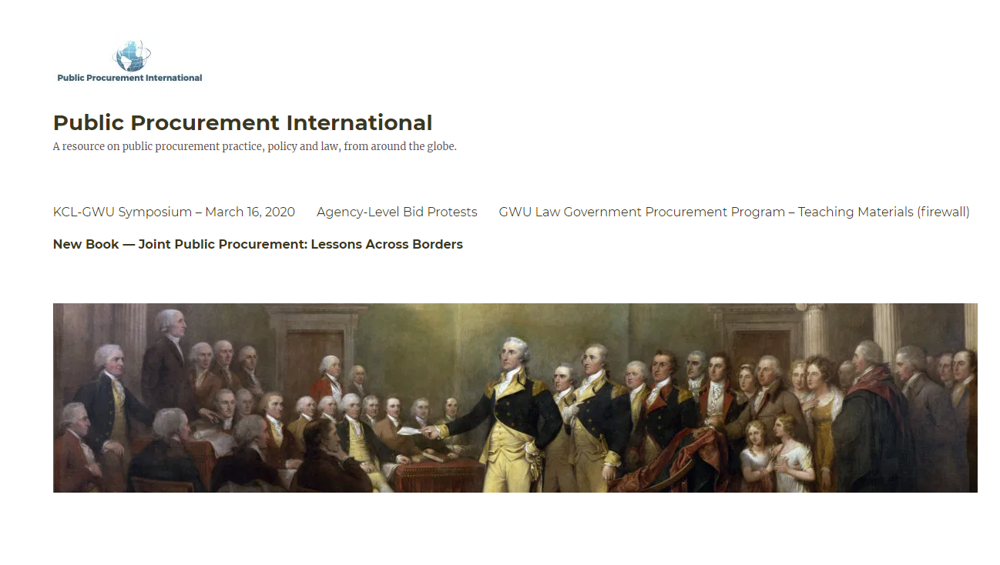 Public Procurement International
Public Procurement International
A resource on public procurement practice, policy and law, from around the globe.
KCL-GWU Symposium – March 16, 2020 Agency-Level Bid Protests GWU Law Government Procurement Program – Teaching Materials (firewall)
New Book — Joint Public Procurement: Lessons Across Borders